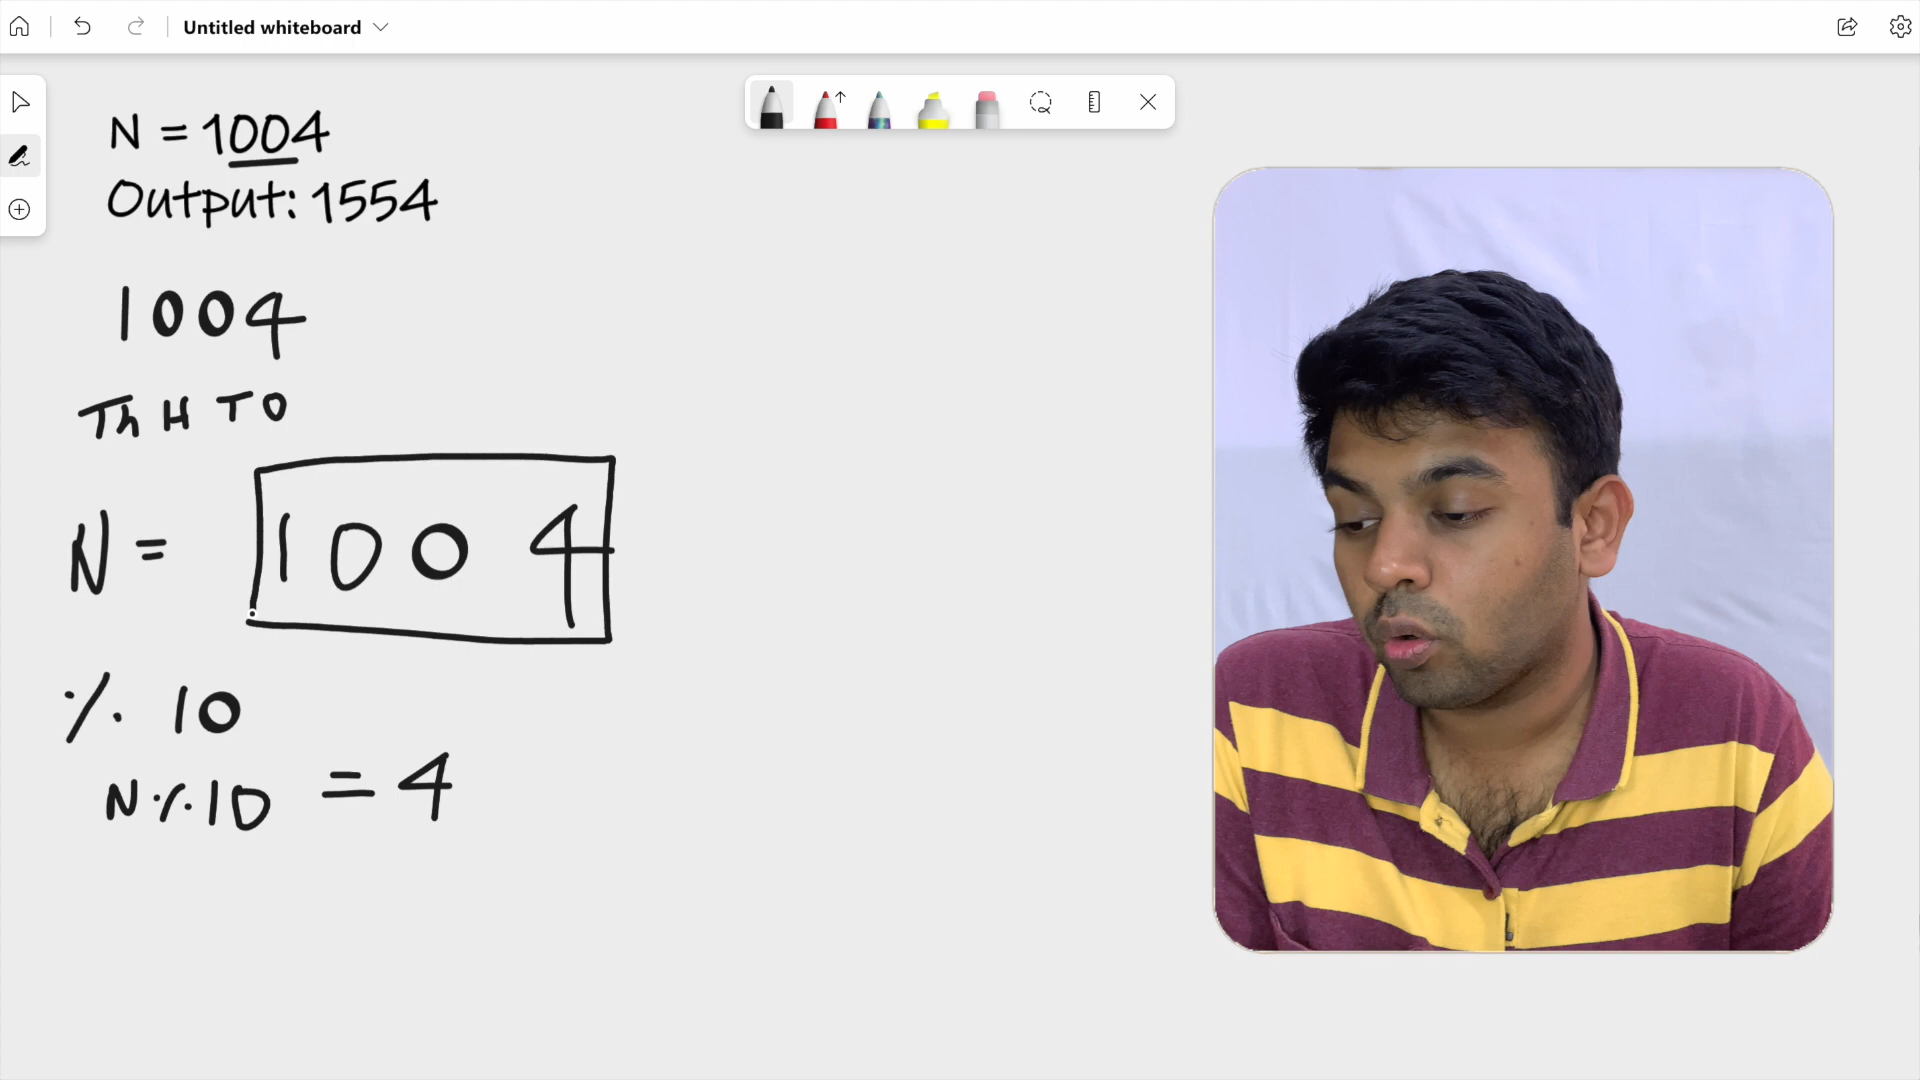 Untitled whiteboard
N = 1004
Output: 1554
1004
Th H T O
N = 1004
% 10
N % 10 = 4